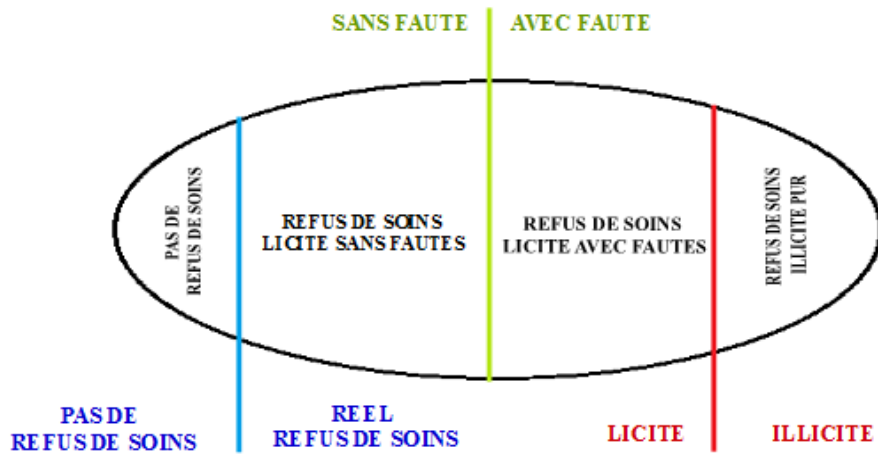 SANS FAUTE
AVEC FAUTE
PAS DE
REFUS DE SOINS
REFUS DE SOINS
LICITE SANS FAUTES
REFUS DE SOINS
LICITE AVEC FAUTES
REFUS DE SOINS
ILLICITE PUR
PAS DE
REFUS DE SOINS
REEL
REFUS DE SOINS
LICITE
ILLICITE